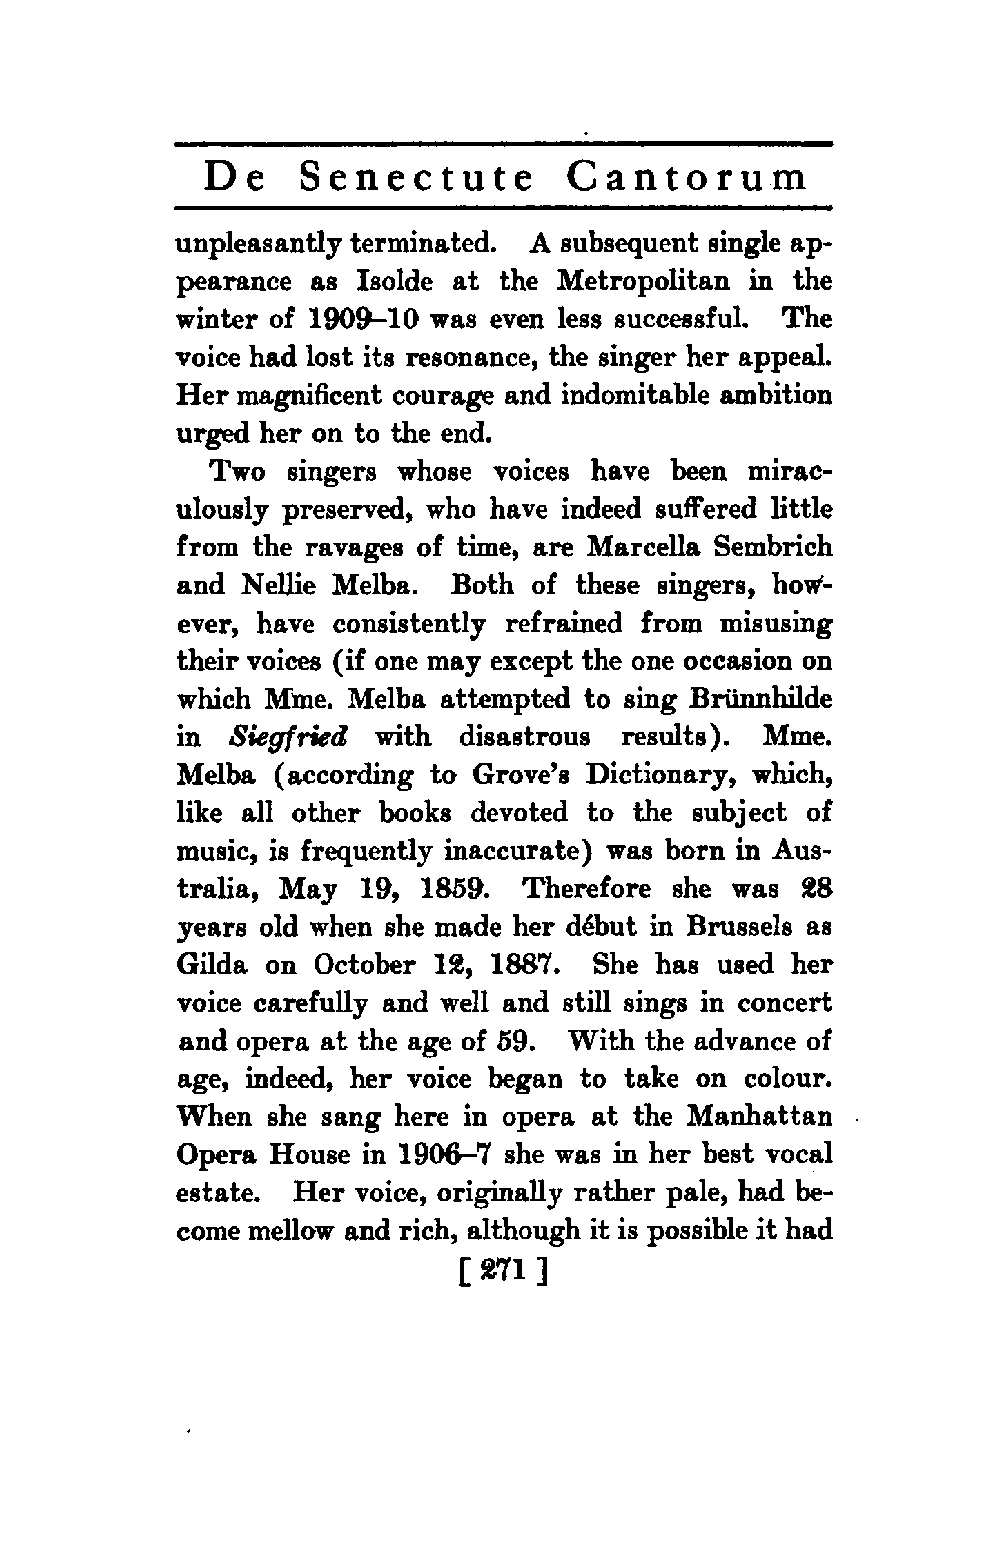 De Senectute Cantorum
unpleasantly terminated. A subsequent single ap-
pearance as Isolde at the Metropolitan in the
winter of 1909–10 was even less successful. The
voice had lost its resonance, the singer her appeal.
Her magnificent courage and indomitable ambition
urged her on to the end.
Two singers whose voices have been mirac-
ulously preserved, who have indeed suffered little
from the ravages of time, are Marcella Sembrich
and Nellie Melba. Both of these singers, how-
ever, have consistently refrained from misusing
their voices (if one may except the one occasion on
which Mme. Melba attempted to sing Brünnhilde
in Siegfried with disastrous results). Mme.
Melba (according to Grove's Dictionary, which,
like all other books devoted to the subject of
music, is frequently inaccurate) was born in Aus-
tralia, May 19, 1859. Therefore she was 28
years old when she made her début in Brussels as
Gilda on October 12, 1887. She has used her
voice carefully and well and still sings in concert
and opera at the age of 59. With the advance of
age, indeed, her voice began to take on colour.
When she sang here in opera at the Manhattan
Opera House in 1906–7 she was in her best vocal
estate. Her voice, originally rather pale, had be-
come mellow and rich, although it is possible it had
[ 271 ]